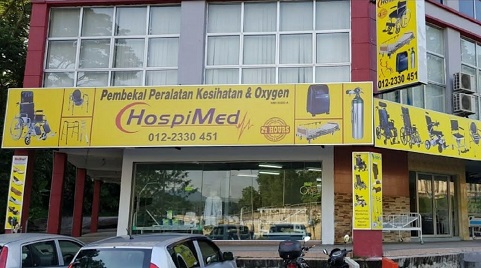 Pembekal Peralatan Kesihatan & Oxygen
HospiMed
012-2330 451
24 HOURS
012-2330
451